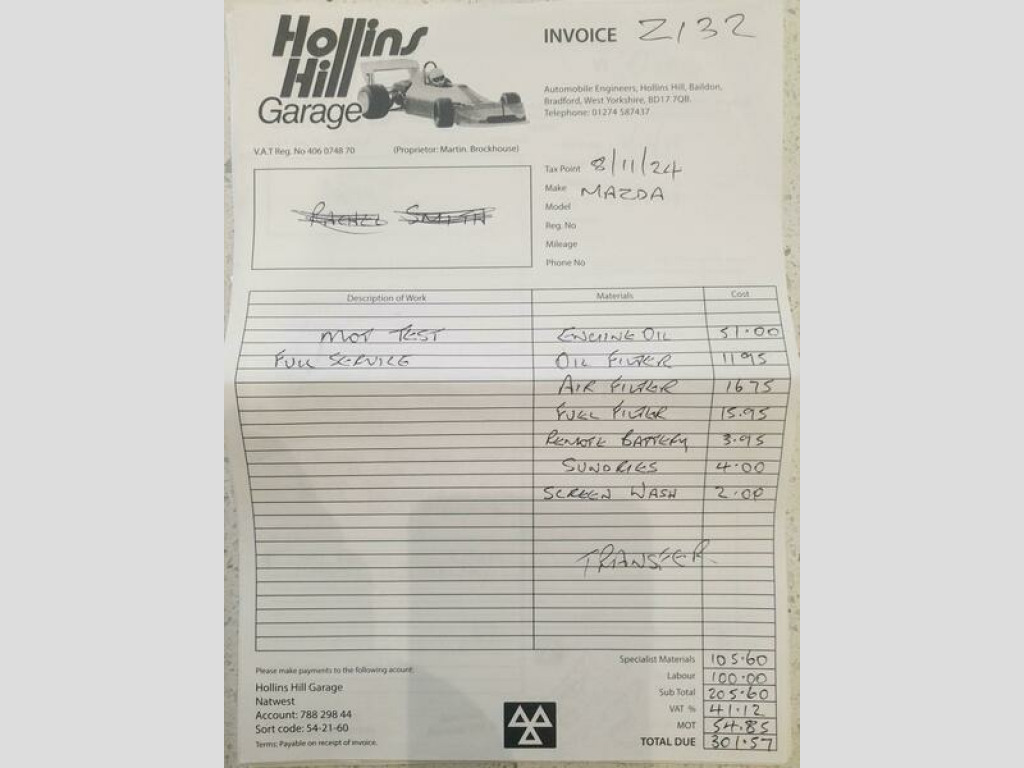 Hollins
Hill
Garage
INVOICE 2132
Automobile Engineers, Hollins Hill, Baildon,
Bradford, West Yorkshire, BD17 7QB.
Telephone: 01274 587437
V.A.T Reg. No 406 0748 70 (Proprietor: Martin. Brockhouse)
Tax Point 8/11/24
Make MAZDA
Model
RACHEL SMITH
Reg. No
Mileage
Phone No
Description of Work Materials Cost
MOT TEST ENGINE OIL 51.00
FULL SERVICE OIL FILTER 11 95
AIR FILTER 16 75
FUEL FILTER 15.95
REMOTE BATTERY 3.95
SUNDRIES 4.00
SCREEN WASH 2.00
TRANSFER
Specialist Materials 105.60
Please make payments to the following acount:
Labour 100.00
Hollins Hill Garage
Sub Total 205.60
Natwest
VAT % 41.12
Account: 788 298 44
MOT 54.85
Sort code: 54-21-60
Terms: Payable on receipt of invoice.
TOTAL DUE 301.57